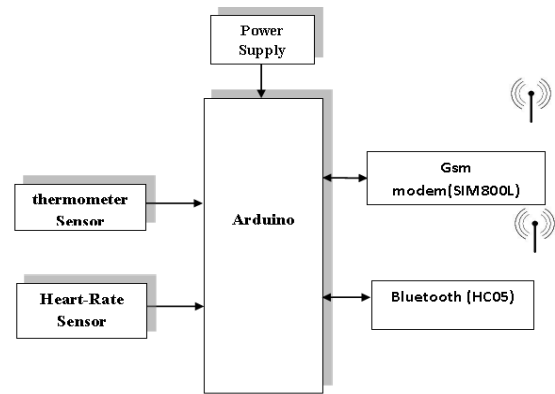 Power
Supply
Gsm
modem(SIM800L)
thermometer
Sensor
Arduino
Heart-Rate
Sensor
Bluetooth (HC05)